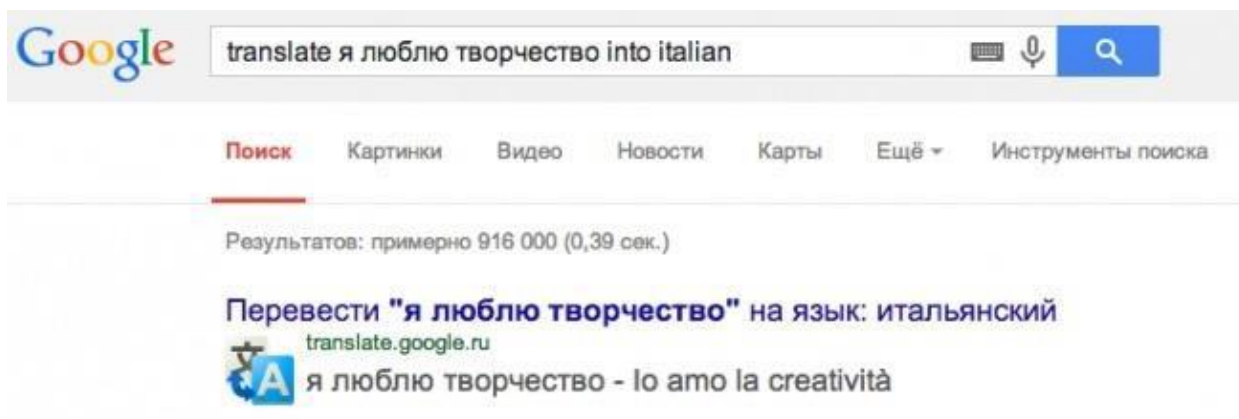 Google translate я люблю творчество into italian
Поиск Картинки Видео Новости Карты Ещё Инструменты поиска
Результатов: примерно 916 000 (0,39 сек.)
Перевести "я люблю творчество" на язык: итальянский
translate.google.ru
я люблю творчество - Io amo la creatività